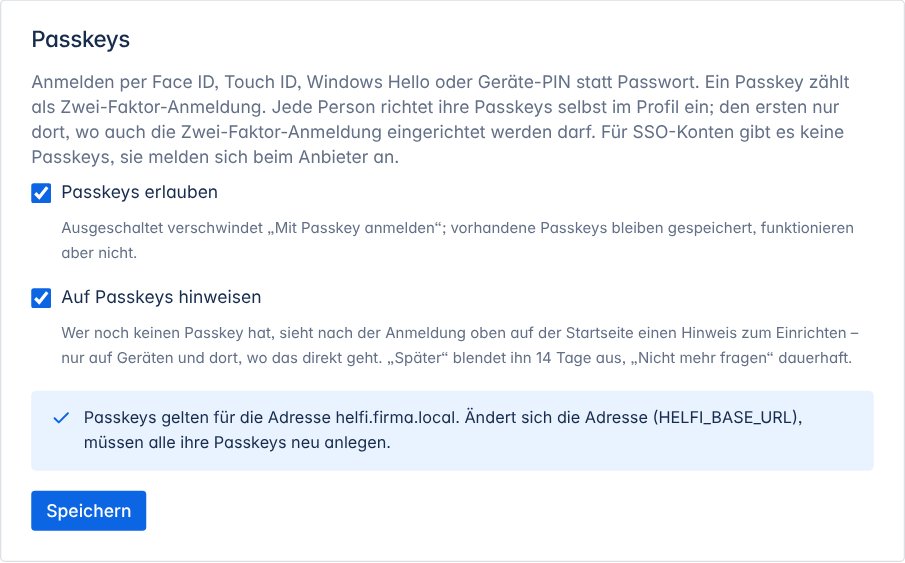 Passkeys
Anmelden per Face ID, Touch ID, Windows Hello oder Geräte-PIN statt Passwort. Ein Passkey zählt
als Zwei-Faktor-Anmeldung. Jede Person richtet ihre Passkeys selbst im Profil ein; den ersten nur
dort, wo auch die Zwei-Faktor-Anmeldung eingerichtet werden darf. Für SSO-Konten gibt es keine
Passkeys, sie melden sich beim Anbieter an.
Passkeys erlauben
Ausgeschaltet verschwindet „Mit Passkey anmelden“; vorhandene Passkeys bleiben gespeichert, funktionieren
aber nicht.
Auf Passkeys hinweisen
Wer noch keinen Passkey hat, sieht nach der Anmeldung oben auf der Startseite einen Hinweis zum Einrichten –
nur auf Geräten und dort, wo das direkt geht. „Später“ blendet ihn 14 Tage aus, „Nicht mehr fragen“ dauerhaft.
Passkeys gelten für die Adresse helfi.firma.local. Ändert sich die Adresse (HELFI_BASE_URL),
müssen alle ihre Passkeys neu anlegen.
Speichern